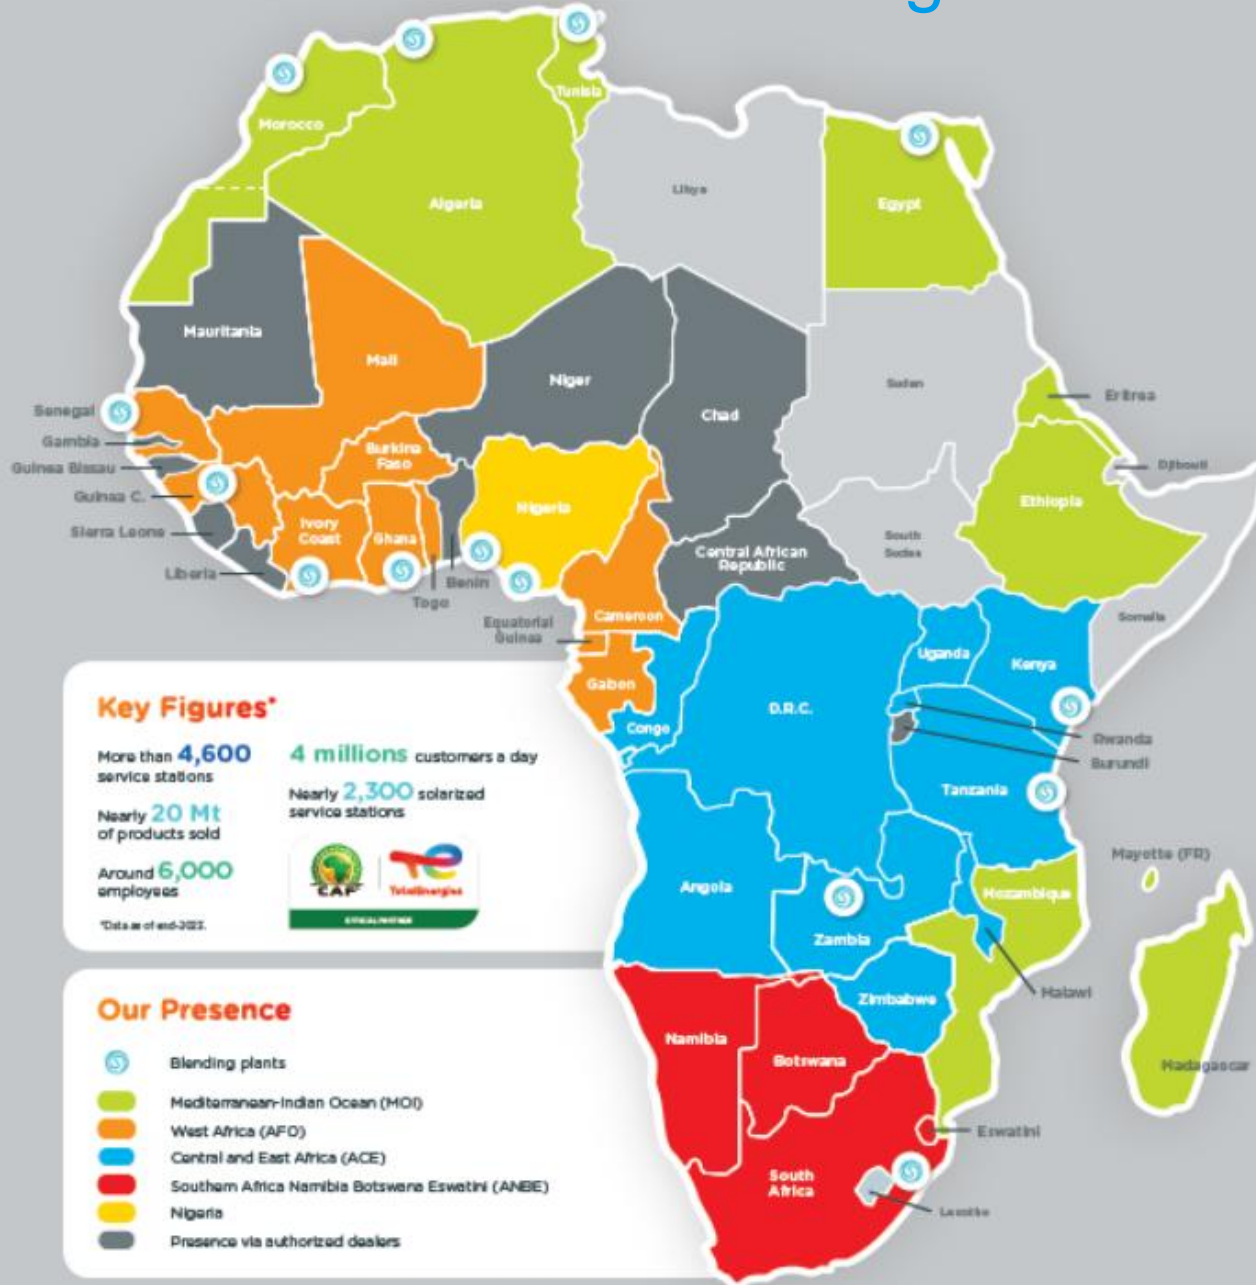 Tunisia
Morocco
Libya
Algeria
Egypt
Mauritania
Mali
Niger
Chad
Sudan
Eritrea
Senegal
Gambia
Guinea Bissau
Guinea C.
Sierra Leone
Liberia
Burkina
Faso
Djibouti
Nigeria
Ethiopia
Ivory
Coast
Ghana
South
Sudan
Central African
Republic
Benin
Togo
Equatorial
Guinea
Cameroon
Somalia
Uganda
Kenya
Gabon
Congo
D.R.C.
Rwanda
Burundi
Tanzania
Mayotte (FR)
Angola
Mozambique
Zambia
Malawi
Zimbabwe
Namibia
Botswana
Madagascar
Eswatini
South
Africa
Lesotho
Key Figures*
More than 4,600
service stations
4 millions customers a day
Nearly 2,300 solarized
service stations
Nearly 20 Mt
of products sold
Around 6,000
employees
CAF
TotalEnergies
OFFICIAL PARTNER
Our Presence
Blending plants
Mediterranean-Indian Ocean (MOI)
West Africa (AFO)
Central and East Africa (ACE)
Southern Africa Namibia Botswana Eswatini (ANBE)
Nigeria
Presence via authorized dealers